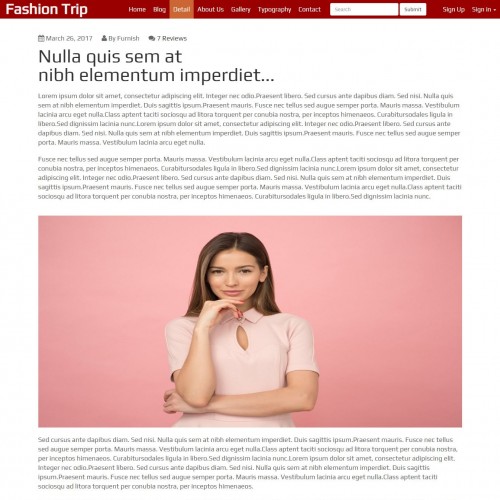 Fashion Trip Home Blog Detail About Us Gallery Typography Contact Search Submit Sign Up Sign In
March 26, 2017 By Furnish 7 Reviews
Nulla quis sem at
nibh elementum imperdiet...
Lorem ipsum dolor sit amet, consectetur adipiscing elit. Integer nec odio.Praesent libero. Sed cursus ante dapibus diam. Sed nisi. Nulla quis
sem at nibh elementum imperdiet. Duis sagittis ipsum.Praesent mauris. Fusce nec tellus sed augue semper porta. Mauris massa. Vestibulum
lacinia arcu eget nulla.Class aptent taciti sociosqu ad litora torquent per conubia nostra, per inceptos himenaeos. Curabitursodales ligula in
libero.Sed dignissim lacinia nunc.Lorem ipsum dolor sit amet, consectetur adipiscing elit. Integer nec odio.Praesent libero. Sed cursus ante
dapibus diam. Sed nisi. Nulla quis sem at nibh elementum imperdiet. Duis sagittis ipsum.Praesent mauris. Fusce nec tellus sed augue semper
porta. Mauris massa. Vestibulum lacinia arcu eget nulla.
Fusce nec tellus sed augue semper porta. Mauris massa. Vestibulum lacinia arcu eget nulla.Class aptent taciti sociosqu ad litora torquent per
conubia nostra, per inceptos himenaeos. Curabitursodales ligula in libero.Sed dignissim lacinia nunc.Lorem ipsum dolor sit amet, consectetur
adipiscing elit. Integer nec odio.Praesent libero. Sed cursus ante dapibus diam. Sed nisi. Nulla quis sem at nibh elementum imperdiet. Duis
sagittis ipsum.Praesent mauris. Fusce nec tellus sed augue semper porta. Mauris massa. Vestibulum lacinia arcu eget nulla.Class aptent taciti
sociosqu ad litora torquent per conubia nostra, per inceptos himenaeos. Curabitursodales ligula in libero.Sed dignissim lacinia nunc.
Sed cursus ante dapibus diam. Sed nisi. Nulla quis sem at nibh elementum imperdiet. Duis sagittis ipsum.Praesent mauris. Fusce nec tellus sed
augue semper porta. Mauris massa. Vestibulum lacinia arcu eget nulla.Class aptent taciti sociosqu ad litora torquent per conubia nostra, per
inceptos himenaeos. Curabitursodales ligula in libero.Sed dignissim lacinia nunc.Lorem ipsum dolor sit amet, consectetur adipiscing elit.
Integer nec odio.Praesent libero. Sed cursus ante dapibus diam. Sed nisi. Nulla quis sem at nibh elementum imperdiet. Duis sagittis
ipsum.Praesent mauris. Fusce nec tellus sed augue semper porta. Mauris massa. Vestibulum lacinia arcu eget nulla.Class aptent taciti
sociosqu ad litora torquent per conubia nostra, per inceptos himenaeos. Curabitursodales ligula in libero.Sed dignissim lacinia nunc.